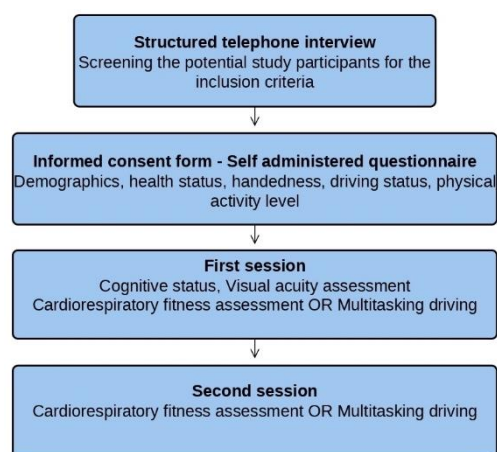 Structured telephone interview
Screening the potential study participants for the
inclusion criteria
Informed consent form - Self administered questionnaire
Demographics, health status, handedness, driving status, physical
activity level
First session
Cognitive status, Visual acuity assessment
Cardiorespiratory fitness assessment OR Multitasking driving
Second session
Cardiorespiratory fitness assessment OR Multitasking driving